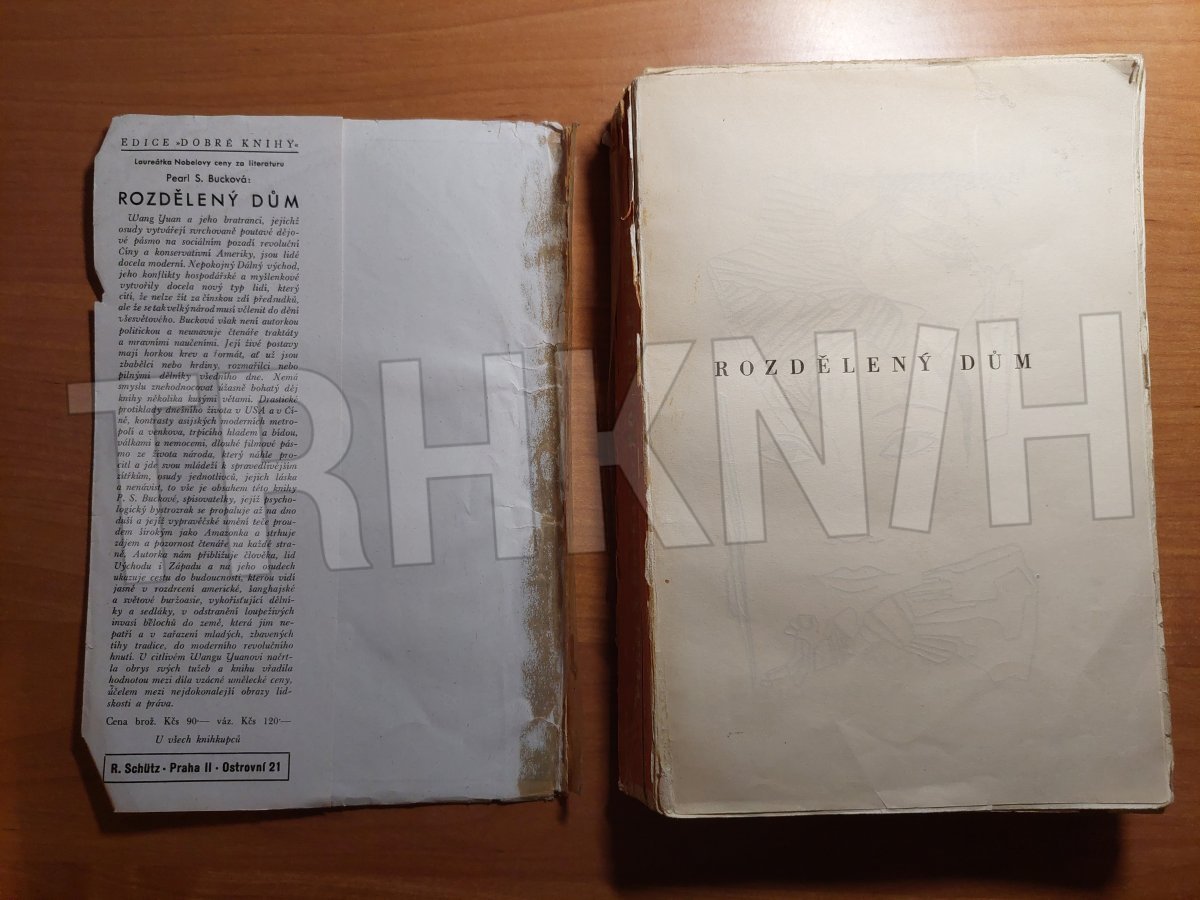 EDICE »DOBRÉ KNIHY«
Laureátka Nobelovy ceny za literaturu
Pearl S. Bucková:
ROZDĚLENÝ DŮM
Wang Yuan a jeho bratranci, jejichž
osudy vytvářejí svrchovaně poutavé dějo-
vé pásmo na sociálním pozadí revoluční
Číny a konservativní Ameriky, jsou lidé
docela moderní. Nepokojný Dálný východ,
jeho konflikty hospodářské a myšlenkové
vytvořily docela nový typ lidí, který
cítí, že nelze žít za čínskou zdí předsudků,
ale že se tak velký národ musí včlenit do dění
všesvětového. Bucková však není autorkou
politickou a neunavuje čtenáře traktáty
a mravními naučeními. Její živé postavy
mají horkou krev a formát, ať už jsou
zbabělci nebo hrdiny, rozmařilci nebo
pilnými dělníky všedního dne. Nemá
smyslu znehodnocovat úžasně bohatý děj
knihy několika kusými větami. Drastické
protiklady dnešního života v USA a v Čí-
ně, kontrasty asijských moderních metro-
polí a venkova, trpícího hladem a bídou,
válkami a nemocemi, dlouhé filmové pás-
mo ze života národa, který náhle pro-
citl a jde svou mládeží k spravedlivějším
zítřkům, osudy jednotlivců, jejich láska
a nenávist, to vše je obsahem této knihy
P. S. Buckové, spisovatelky, jejíž psycho-
logický bystrozrak se propaluje až na dno
duší a jejíž vypravěčské umění teče prou-
dem širokým jako Amazonka a strhuje
zájem a pozornost čtenáře na každé stra-
ně. Autorka nám přibližuje člověka, lid
Východu i Západu a na jeho osudech
ukazuje cestu do budoucnosti, kterou vidí
jasně v rozdrcení americké, šanghajské
a světové buržoasie, vykořisťující dělní-
ky a sedláky, v odstranění loupeživých
invasí bělochů do země, která jim ne-
patří a v zařazení mladých, zbavených
tíhy tradice, do moderního revolučního
hnutí. V citlivém Wangu Yuanovi načrt-
la obrys svých tužeb a knihu vřadila
hodnotou mezi díla vzácné umělecké ceny,
účelem mezi nejdokonalejší obrazy lid-
skosti a práva.
Cena brož. Kčs 90·— váz. Kčs 120·—
U všech knihkupců
R. Schütz · Praha II · Ostrovní 21
ROZDĚLENÝ DŮM
TRHKNIH